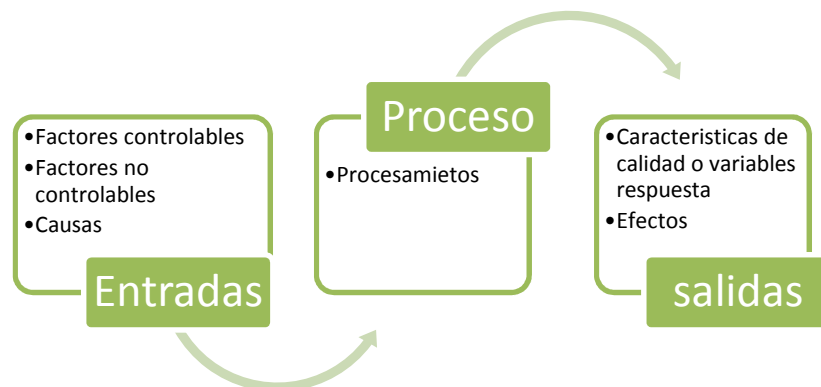 •Factores controlables
•Factores no
controlables
•Causas
Entradas
Proceso
•Procesamietos
•Caracteristicas de
calidad o variables
respuesta
•Efectos
salidas